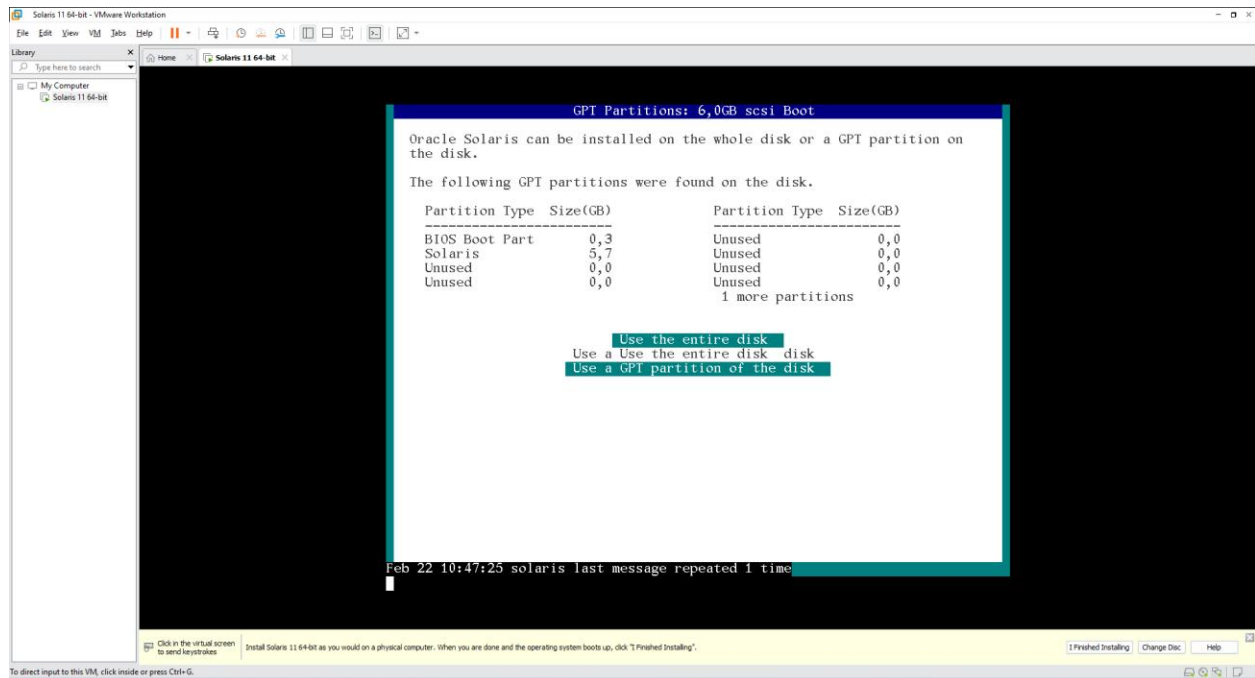 Solaris 11 64-bit - VMware Workstation
File Edit View VM Tabs Help
Library
Type here to search
Home
Solaris 11 64-bit
My Computer
Solaris 11 64-bit
GPT Partitions: 6,0GB scsi Boot
Oracle Solaris can be installed on the whole disk or a GPT partition on
the disk.
The following GPT partitions were found on the disk.
Partition Type Size(GB) Partition Type Size(GB)
------------------------ ------------------------
BIOS Boot Part 0,3 Unused 0,0
Solaris 5,7 Unused 0,0
Unused 0,0 Unused 0,0
Unused 0,0 Unused 0,0
1 more partitions
Use the entire disk
Use a Use the entire disk disk
Use a GPT partition of the disk
Feb 22 10:47:25 solaris last message repeated 1 time
Click in the virtual screen
to send keystrokes
Install Solaris 11 64-bit as you would on a physical computer. When you are done and the operating system boots up, click "I Finished Installing".
I Finished Installing Change Disc Help
To direct input to this VM, click inside or press Ctrl+G.